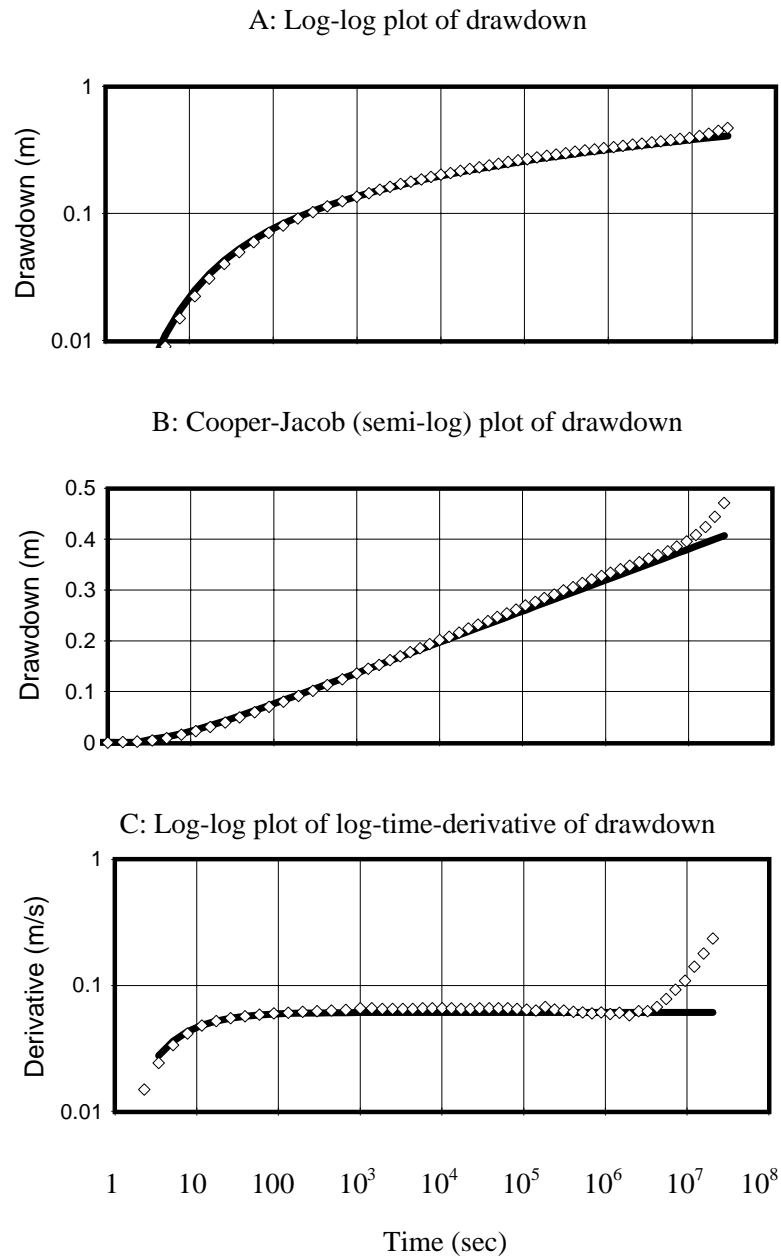 A: Log-log plot of drawdown
1
0.1
0.01
Drawdown (m)
B: Cooper-Jacob (semi-log) plot of drawdown
0.5
0.4
0.3
0.2
0.1
0
Drawdown (m)
C: Log-log plot of log-time-derivative of drawdown
1
0.1
0.01
Derivative (m/s)
1 10 100 10³ 10⁴ 10⁵ 10⁶ 10⁷ 10⁸
Time (sec)